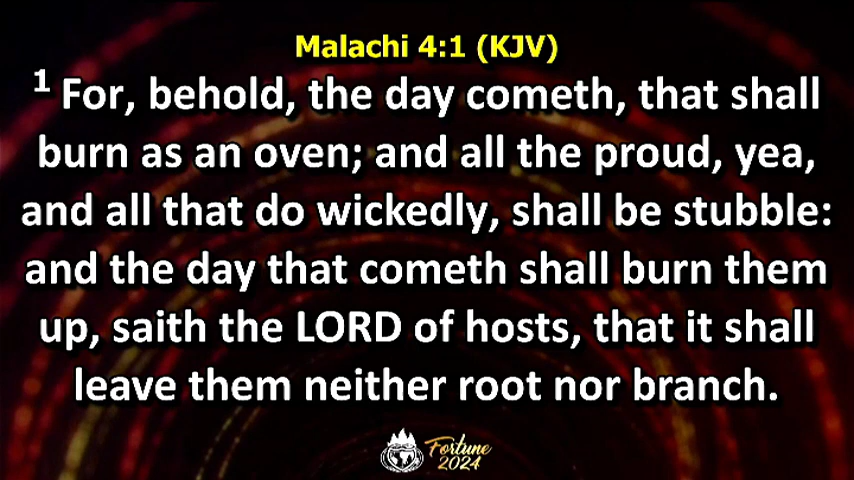 Malachi 4:1 (KJV)
1 For, behold, the day cometh, that shall
burn as an oven; and all the proud, yea,
and all that do wickedly, shall be stubble:
and the day that cometh shall burn them
up, saith the LORD of hosts, that it shall
leave them neither root nor branch.
Fortune
2024